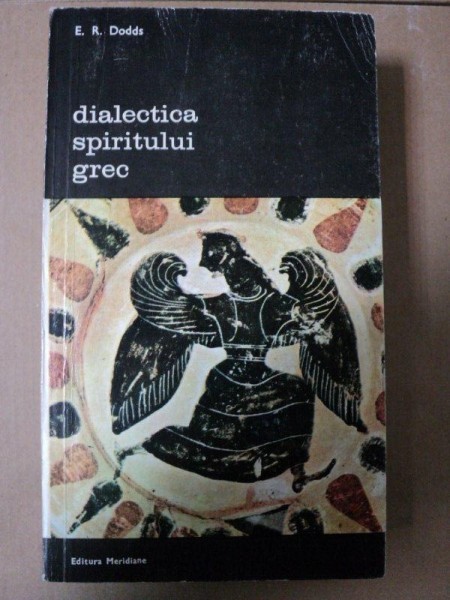 E. R. Dodds
dialectica
spiritului
grec
Editura Meridiane